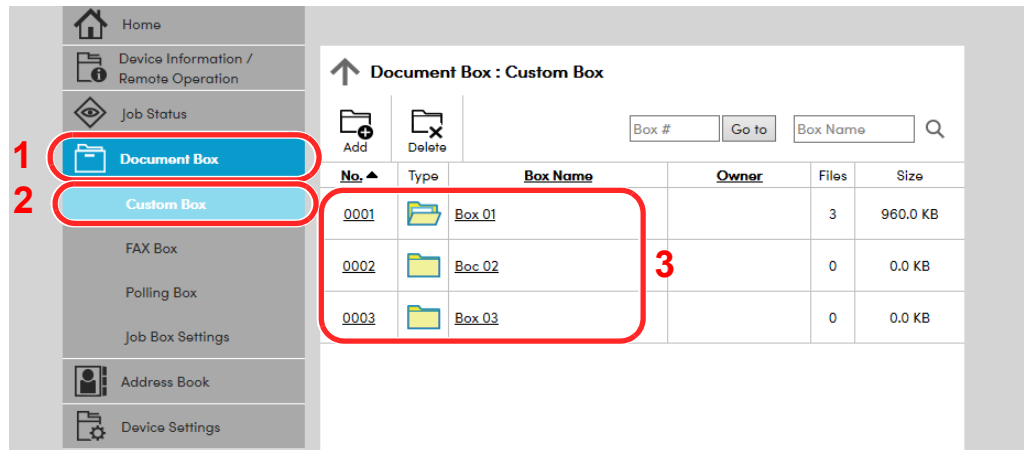 Home
Device Information /
Remote Operation
Job Status
1
Document Box
2
Custom Box
FAX Box
Polling Box
Job Box Settings
Address Book
Device Settings
Document Box : Custom Box
Add Delete Box # Go to Box Name
No. Type Box Name Owner Files Size
0001 Box 01 3 960.0 KB
0002 Boc 02 3 0 0.0 KB
0003 Box 03 0 0.0 KB